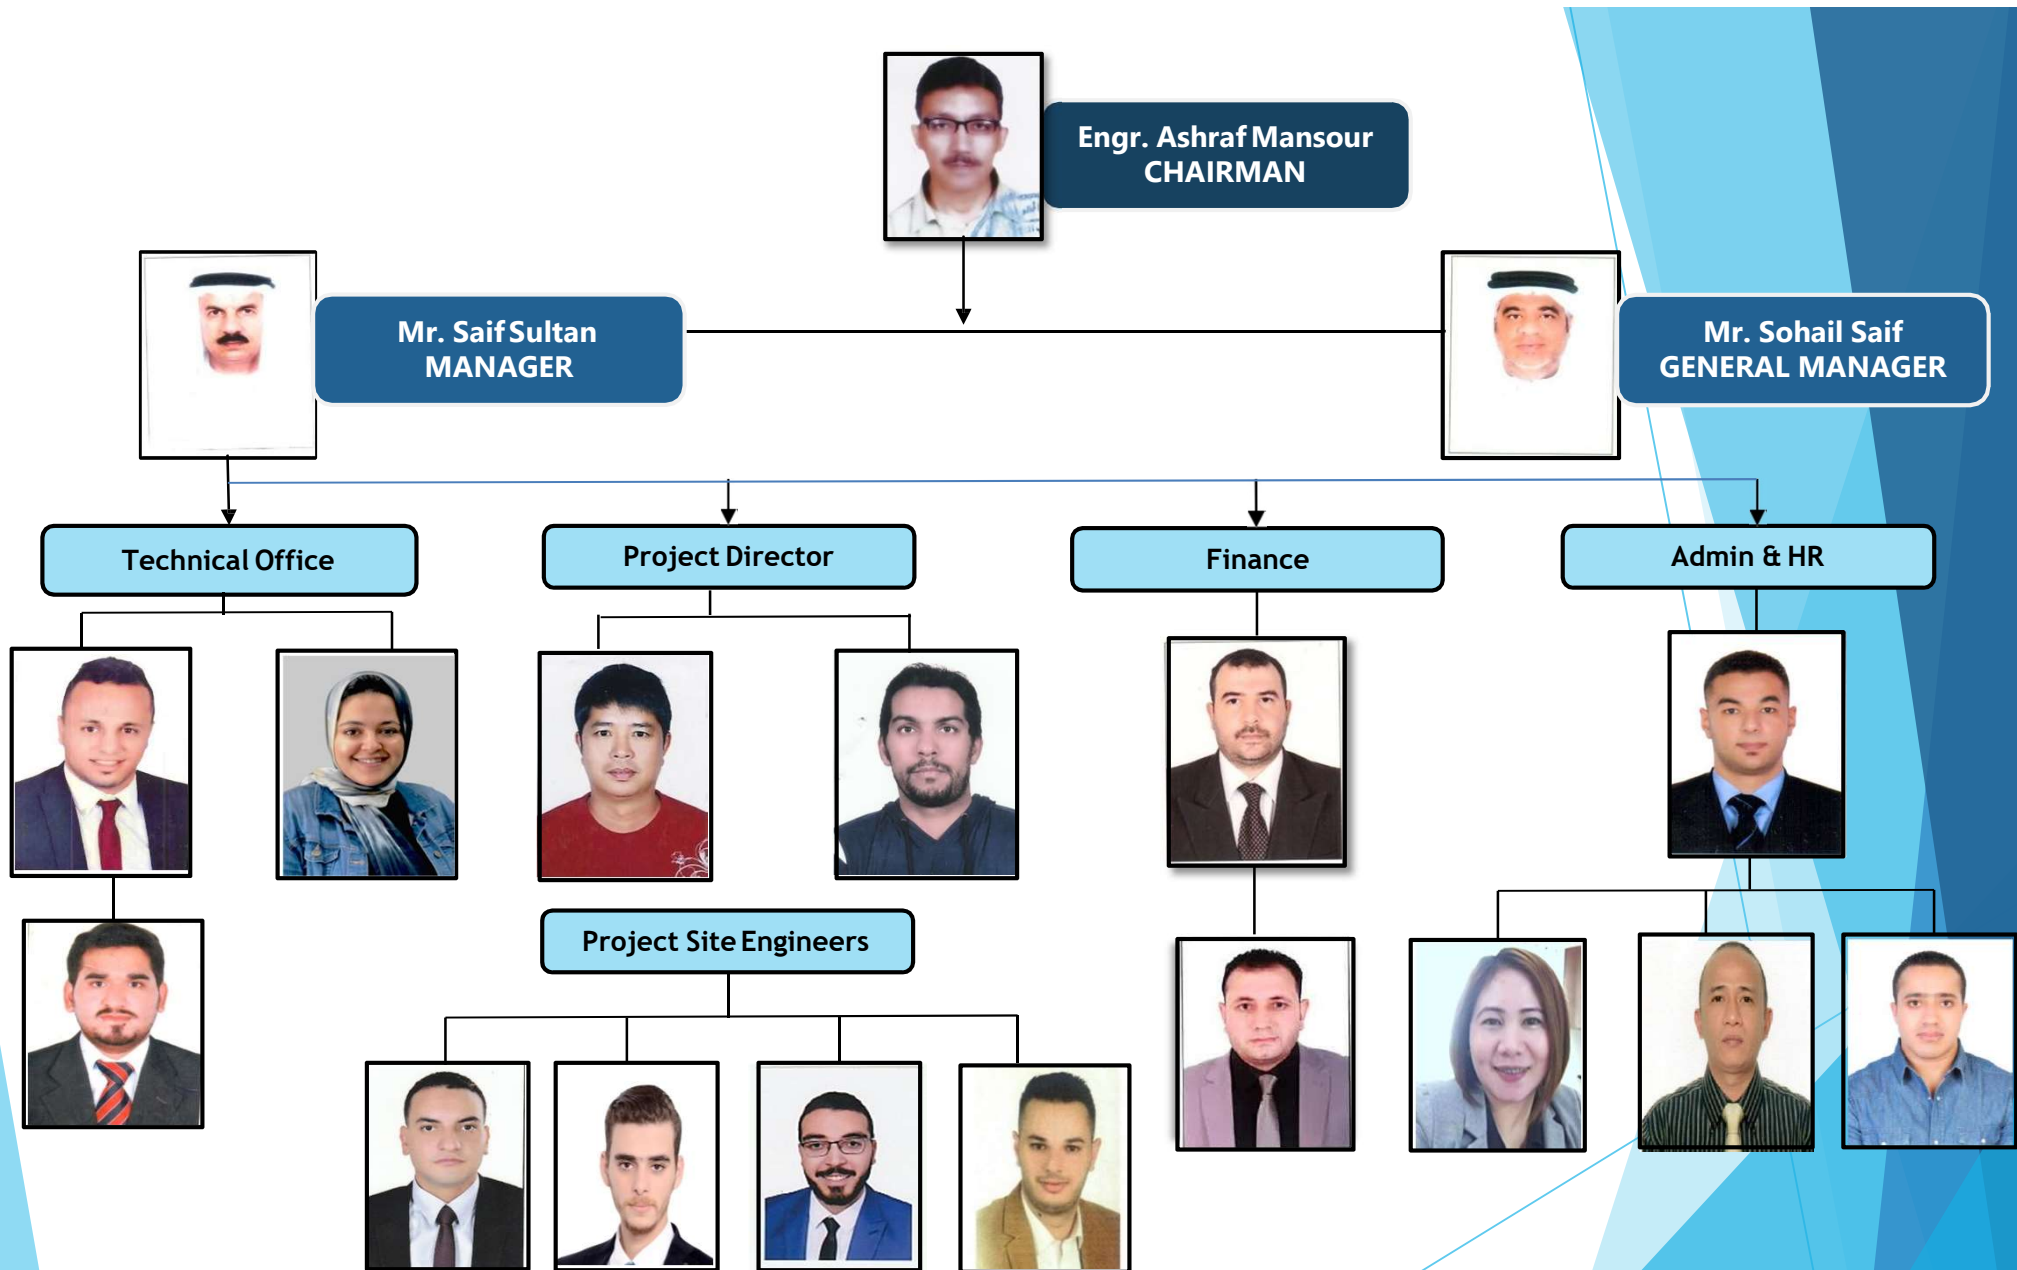 Engr. Ashraf Mansour
CHAIRMAN
Mr. Saif Sultan
MANAGER
Mr. Sohail Saif
GENERAL MANAGER
Technical Office
Project Director
Finance
Admin & HR
Project Site Engineers